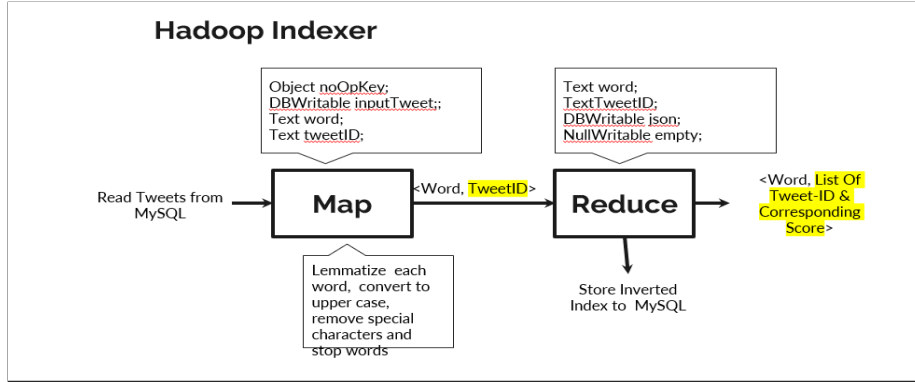 Hadoop Indexer
Object noOpKey;
DBWritable inputTweet;;
Text word;
Text tweetID;
Text word;
TextTweetID;
DBWritable json;
NullWritable empty;
Read Tweets from
MySQL
Map
<Word, TweetID>
Reduce
<Word, List Of
Tweet-ID &
Corresponding
Score>
Lemmatize each
word, convert to
upper case,
remove special
characters and
stop words
Store Inverted
Index to MySQL